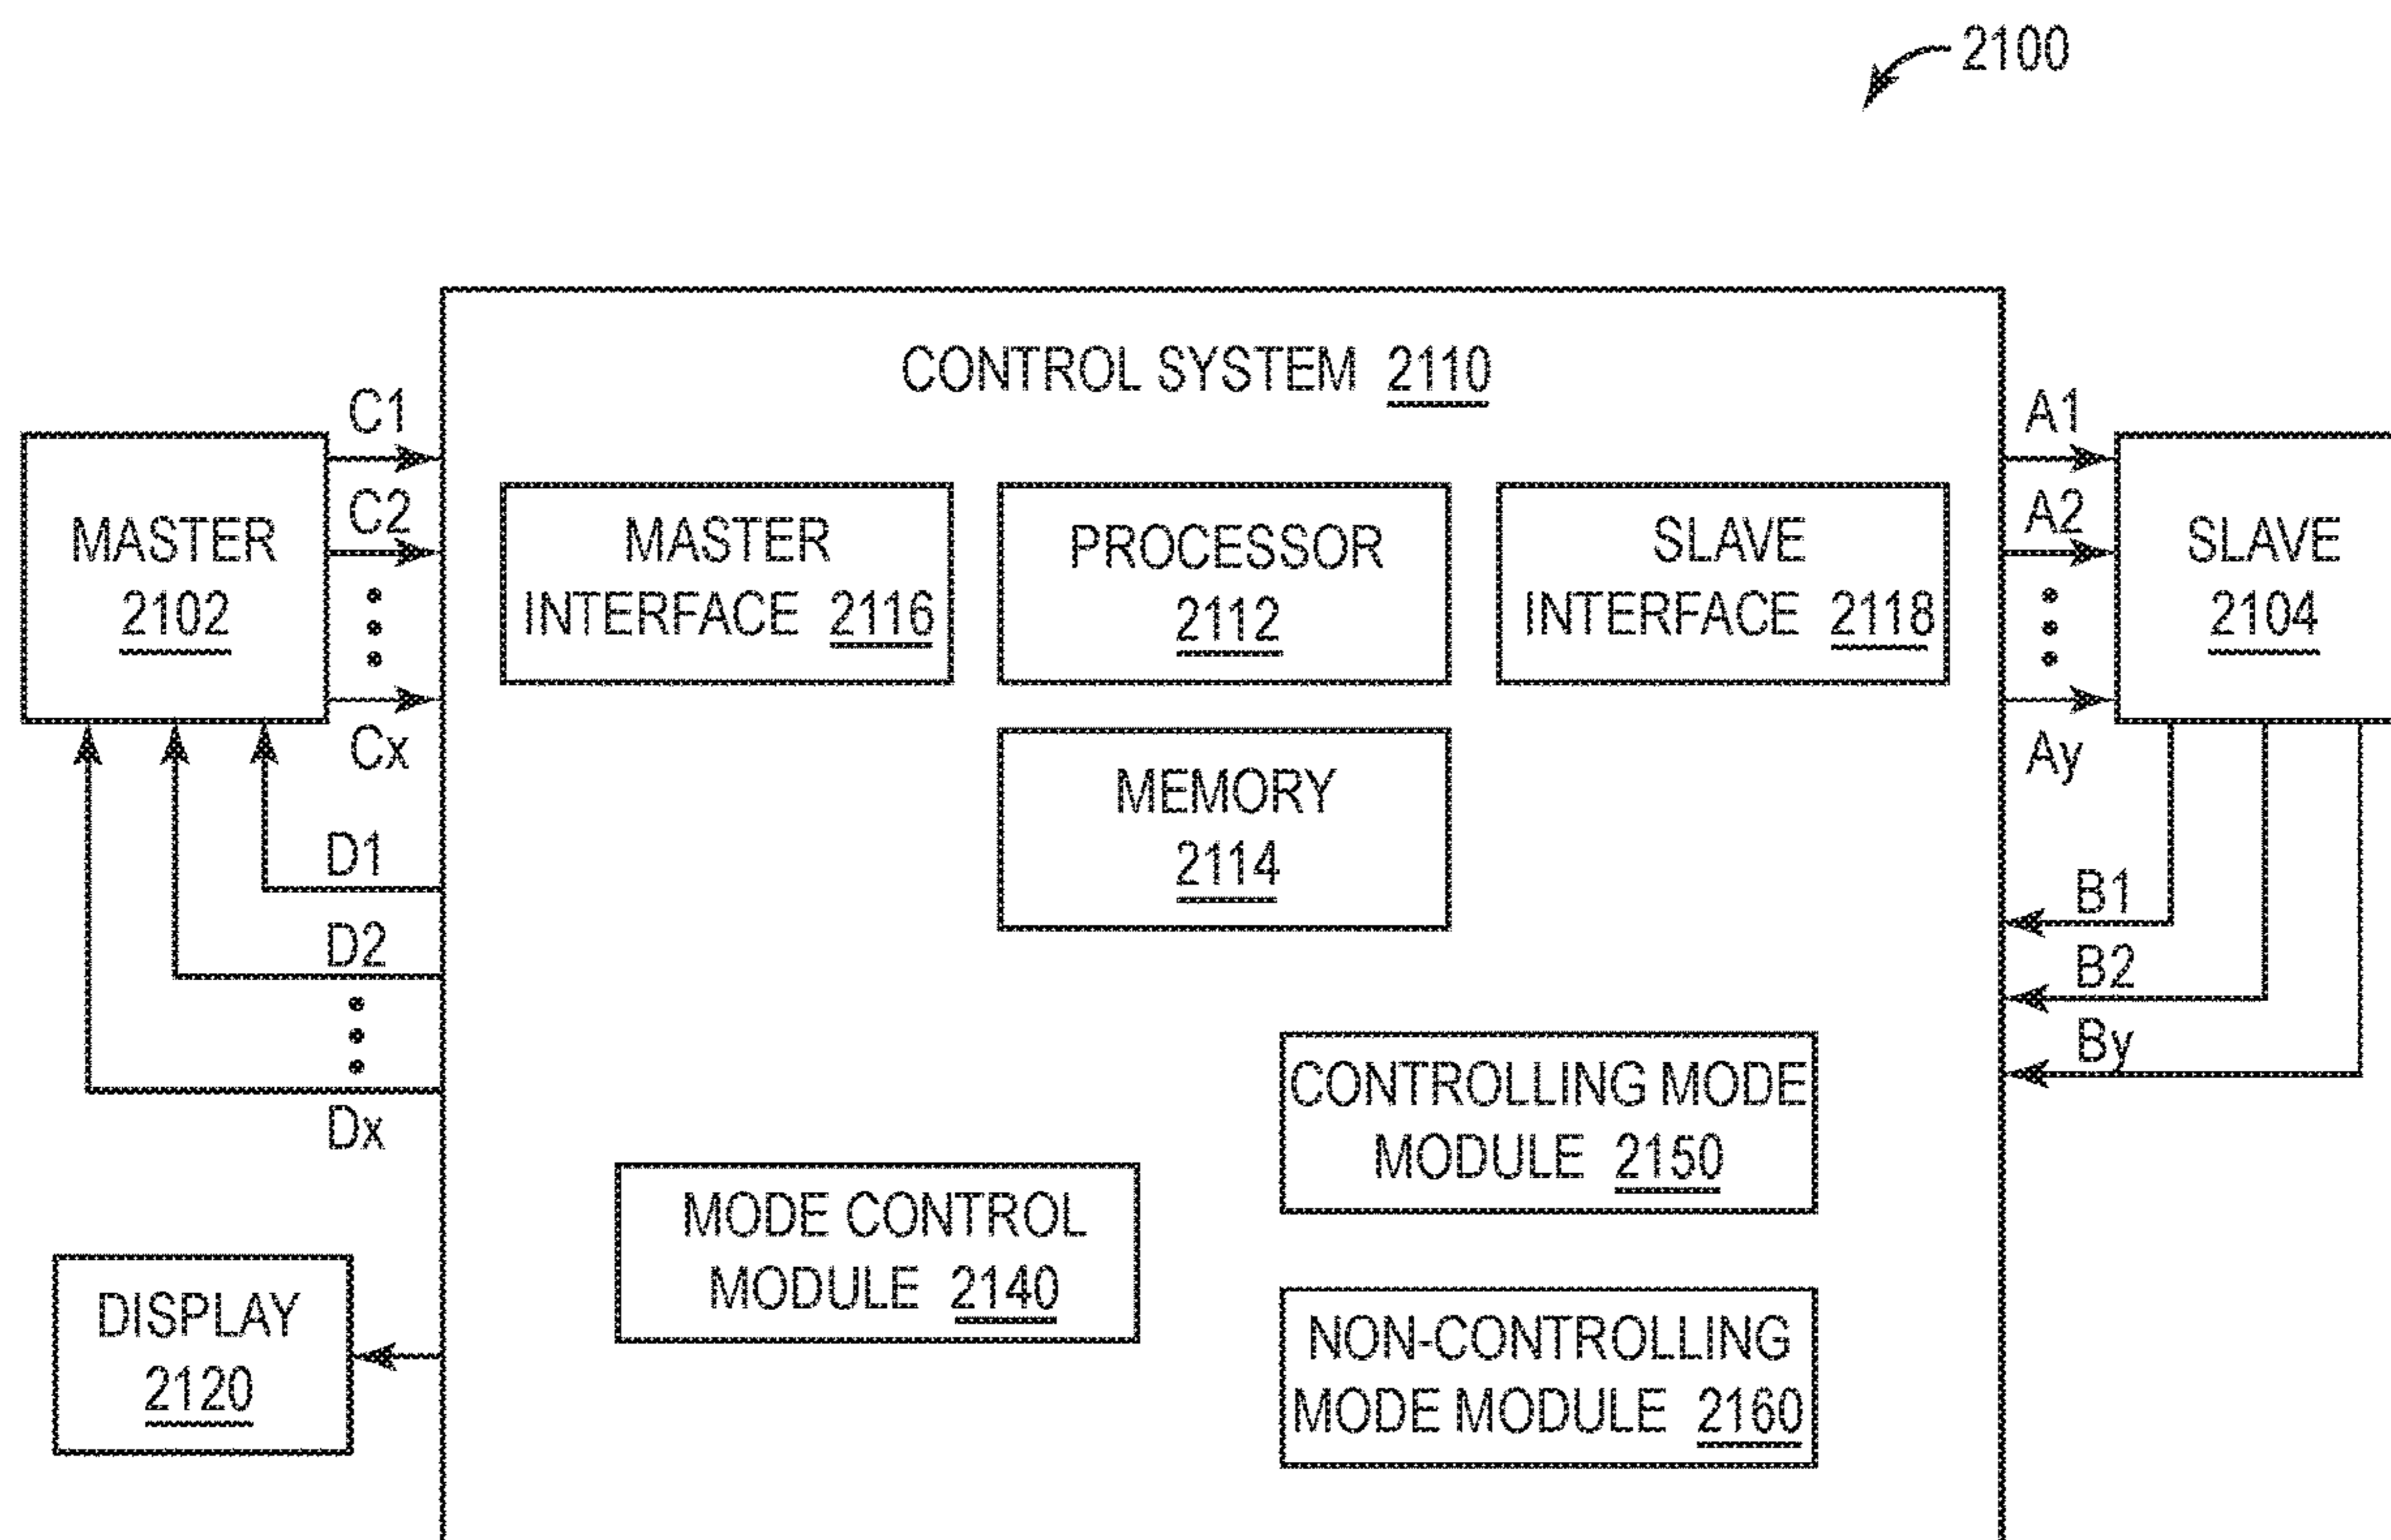 2100
CONTROL SYSTEM 2110
MASTER
2102
C1
C2
Cx
MASTER
INTERFACE 2116
PROCESSOR
2112
SLAVE
INTERFACE 2118
A1
A2
Ay
SLAVE
2104
MEMORY
2114
D1
D2
Dx
B1
B2
By
CONTROLLING MODE
MODULE 2150
MODE CONTROL
MODULE 2140
DISPLAY
2120
NON-CONTROLLING
MODE MODULE 2160